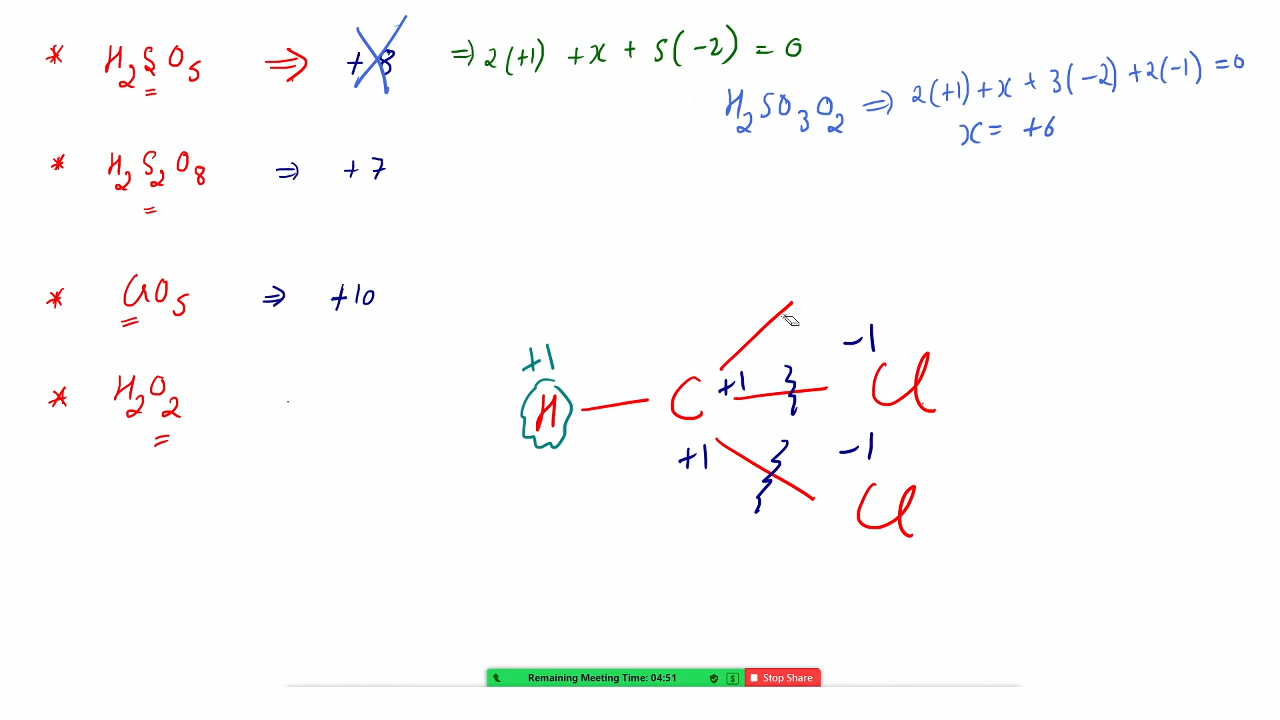 * H2SO5 ⇒ +8 ⇒ 2(+1) + x + 5(-2) = 0
H2SO3O2 ⇒ 2(+1) + x + 3(-2) + 2(-1) = 0
x = +6
* H2S2O8 ⇒ +7
* CrO5 ⇒ +10
* H2O2
+1
H — C
+1 -1
Cl
+1 -1
Cl
Remaining Meeting Time: 04:51
Stop Share